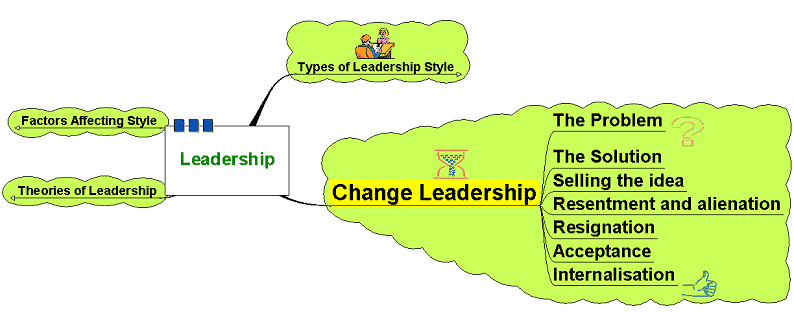 Types of Leadership Style
Factors Affecting Style
Leadership
Theories of Leadership
Change Leadership
The Problem
The Solution
Selling the idea
Resentment and alienation
Resignation
Acceptance
Internalisation